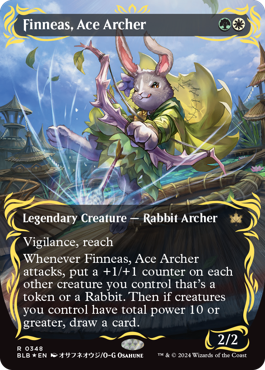 Finneas, Ace Archer
Legendary Creature — Rabbit Archer
Vigilance, reach
Whenever Finneas, Ace Archer
attacks, put a +1/+1 counter on each
other creature you control that's a
token or a Rabbit. Then if creatures
you control have total power 10 or
greater, draw a card.
2/2
R 0348
BLB ★ EN オサフネオウジ/O-G Osahune
™ & © 2024 Wizards of the Coast